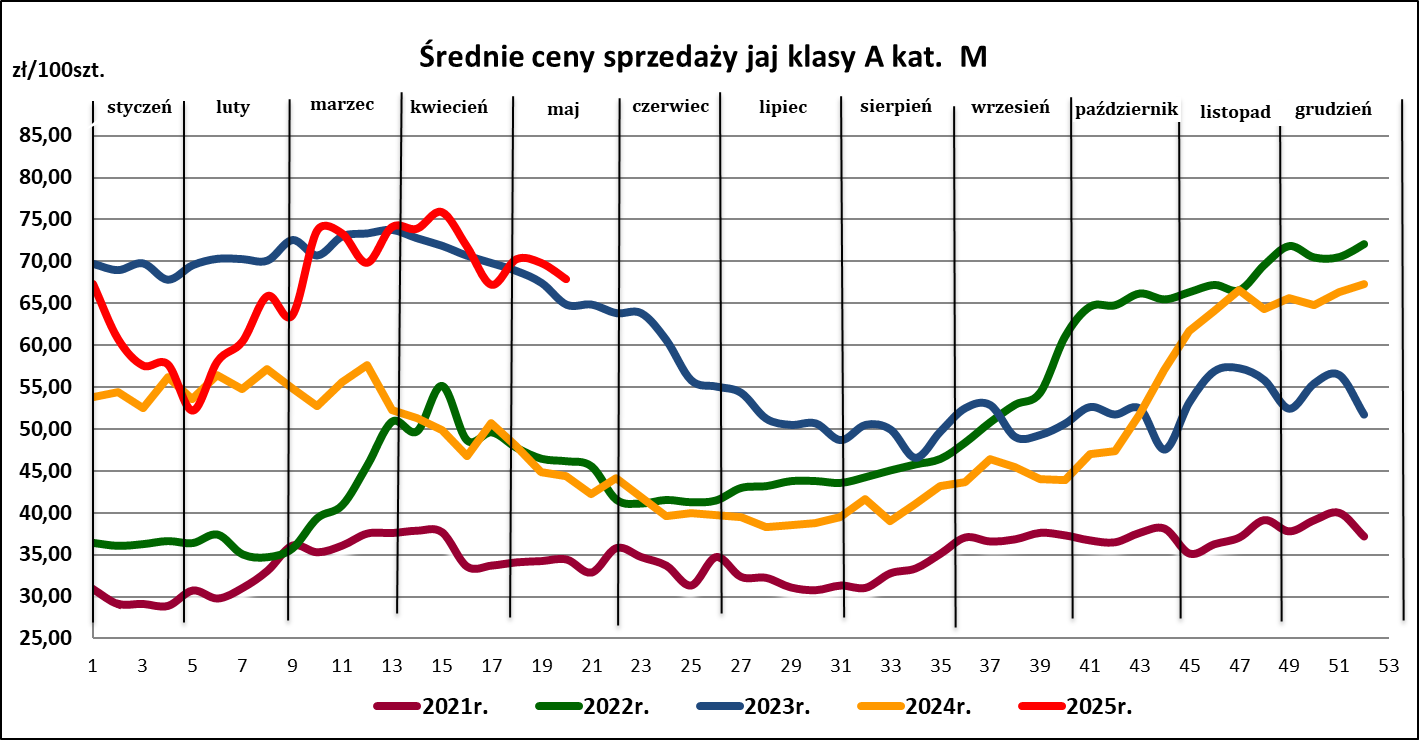 Średnie ceny sprzedaży jaj klasy A kat. M
zł/100szt.
styczeń luty marzec kwiecień maj czerwiec lipiec sierpień wrzesień październik listopad grudzień
85,00
80,00
75,00
70,00
65,00
60,00
55,00
50,00
45,00
40,00
35,00
30,00
25,00
1 3 5 7 9 11 13 15 17 19 21 23 25 27 29 31 33 35 37 39 41 43 45 47 49 51 53
2021r. 2022r. 2023r. 2024r. 2025r.